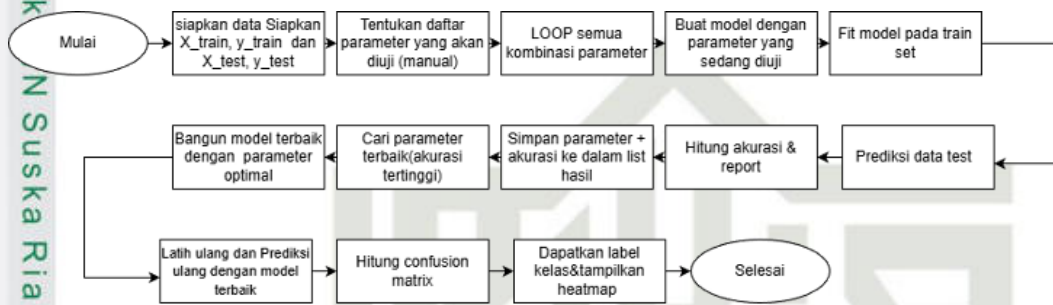 Mulai
siapkan data Siapkan
X_train, y_train dan
X_test, y_test
Tentukan daftar
parameter yang akan
diuji (manual)
LOOP semua
kombinasi parameter
Buat model dengan
parameter yang
sedang diuji
Fit model pada train
set
Prediksi data test
Hitung akurasi &
report
Simpan parameter +
akurasi ke dalam list
hasil
Cari parameter
terbaik(akurasi
tertinggi)
Bangun model terbaik
dengan parameter
optimal
Latih ulang dan Prediksi
ulang dengan model
terbaik
Hitung confusion
matrix
Dapatkan label
kelas&tampilkan
heatmap
Selesai
k
N Suska Ria